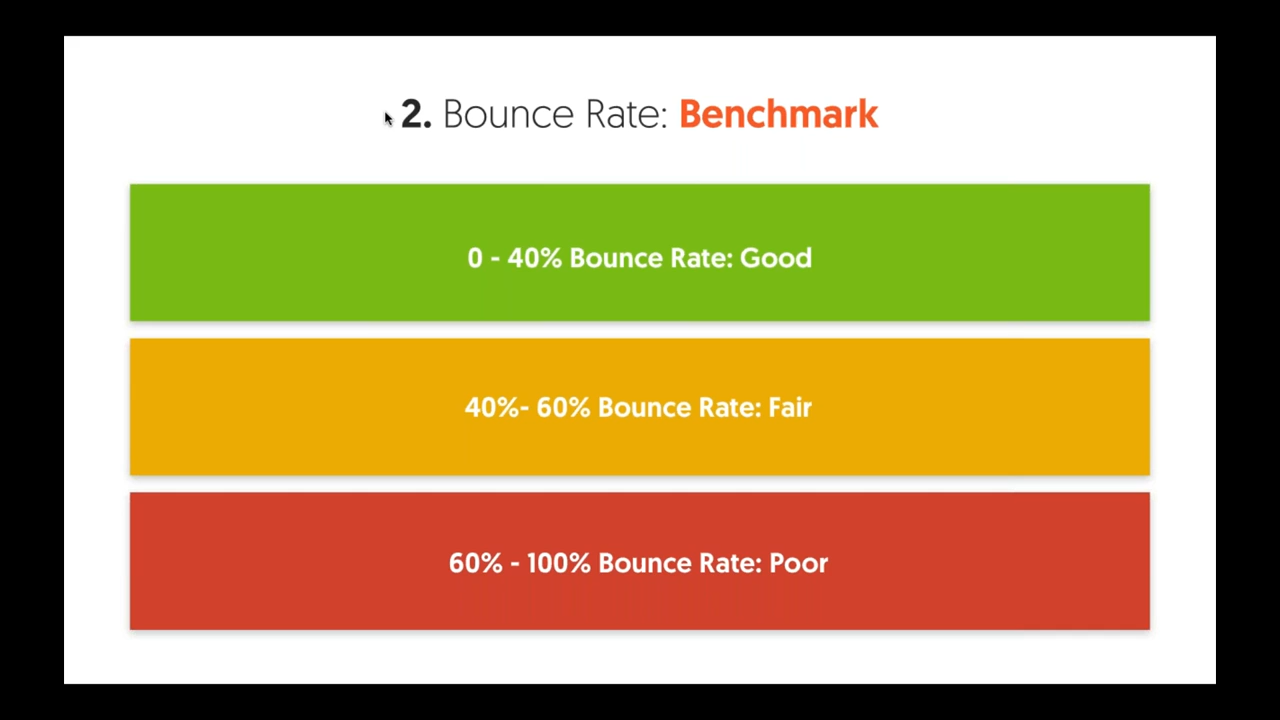 2. Bounce Rate: Benchmark
0 - 40% Bounce Rate: Good
40%- 60% Bounce Rate: Fair
60% - 100% Bounce Rate: Poor